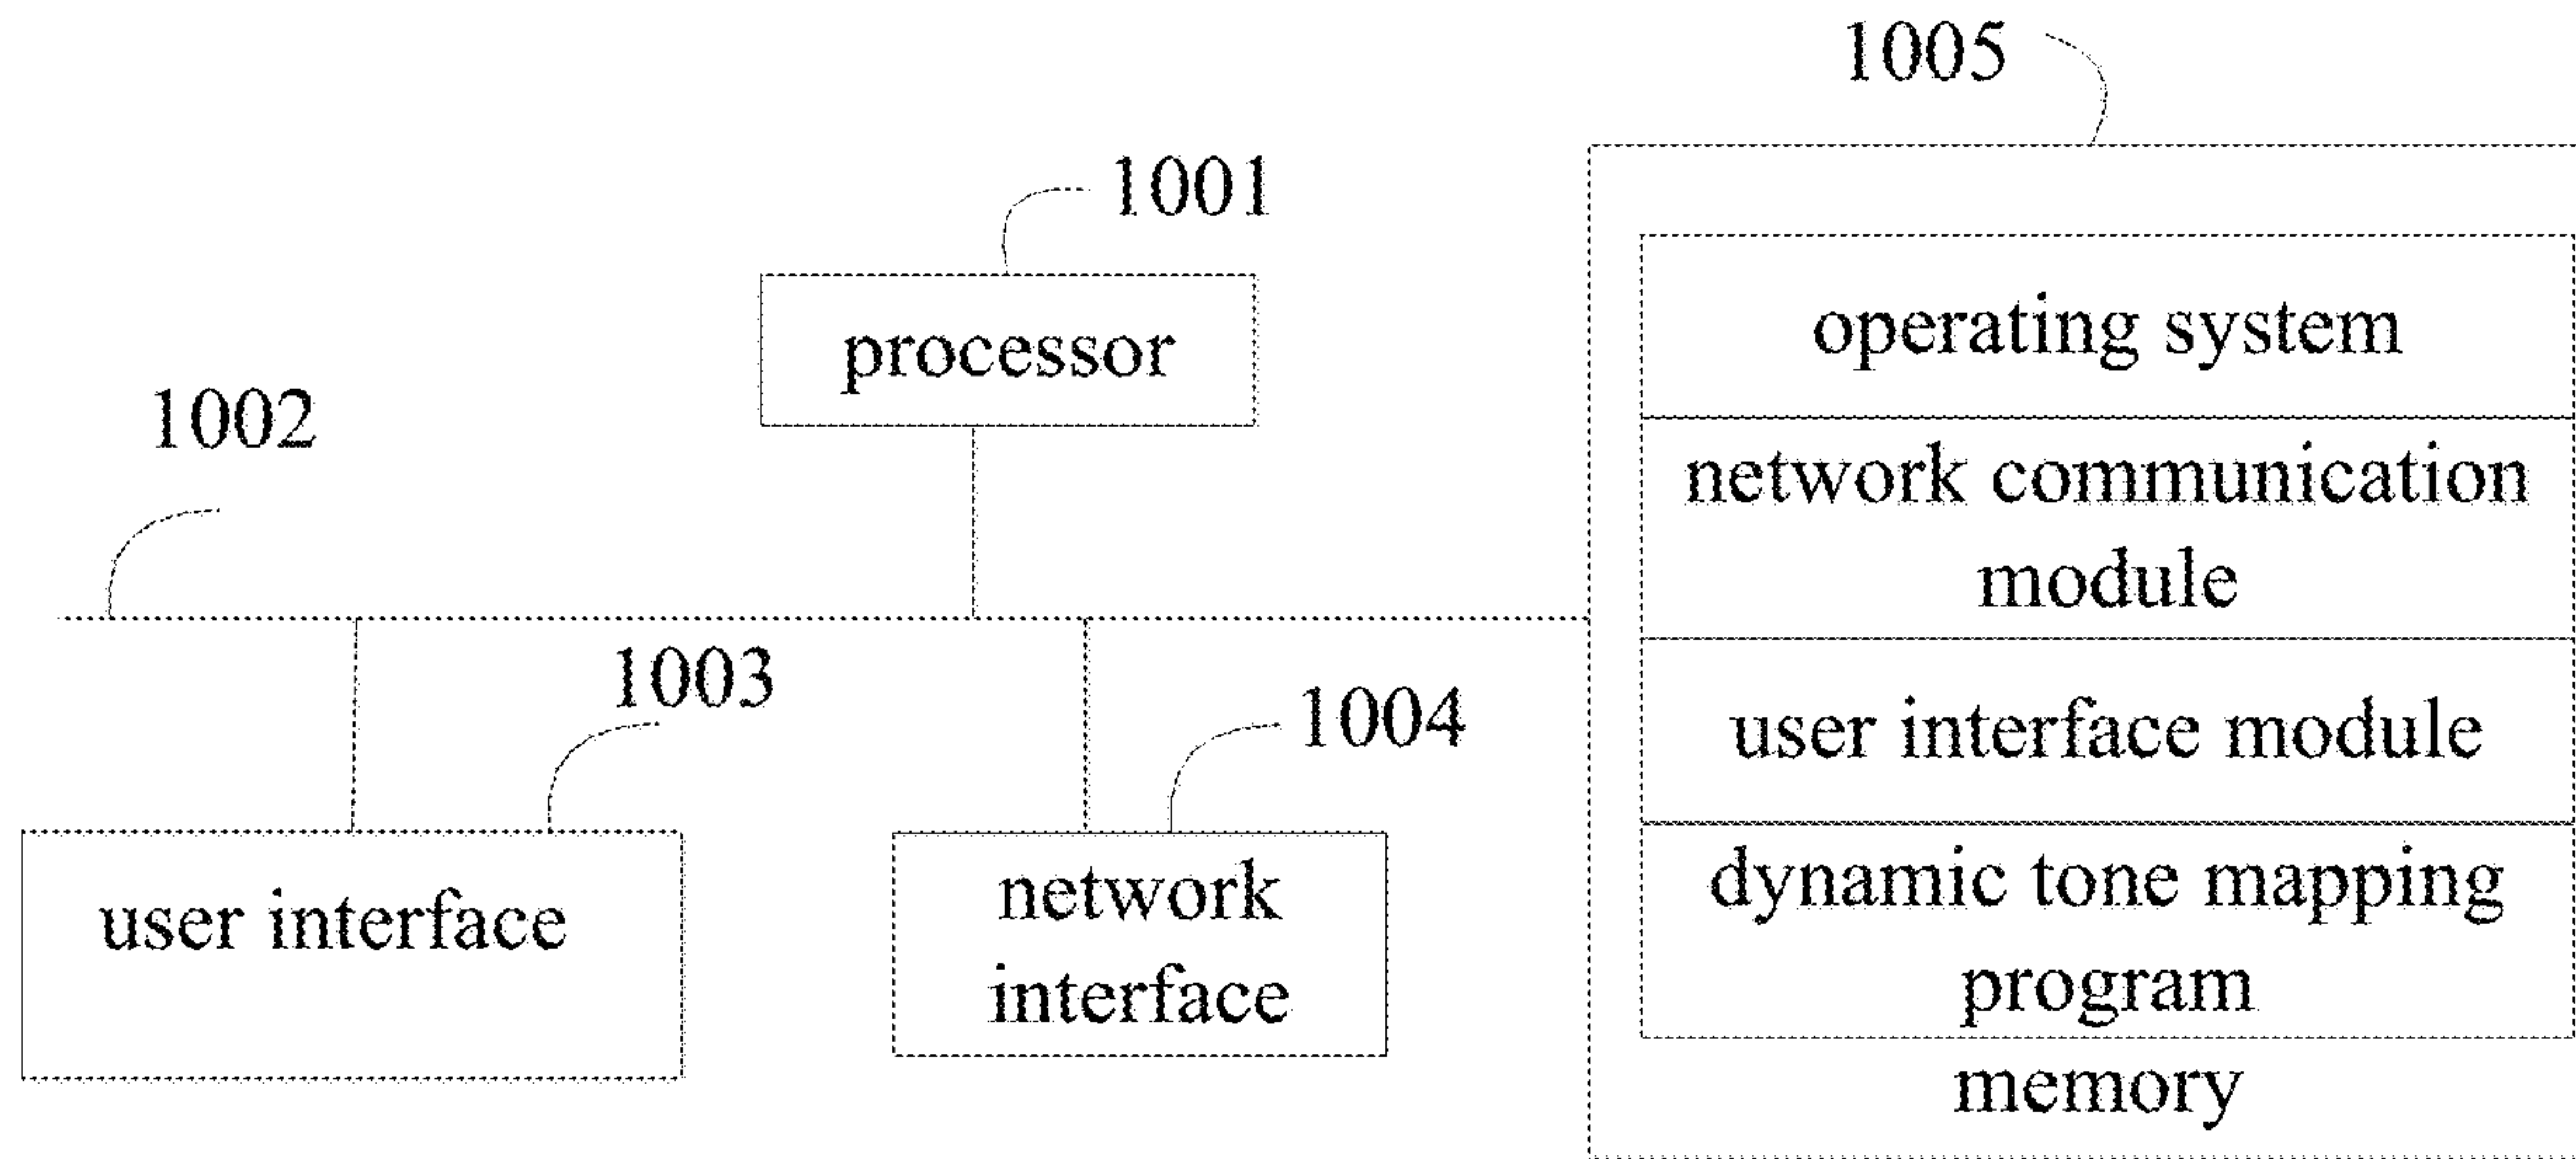 1005
1001
processor
1002
1003
1004
user interface
network
interface
operating system
network communication
module
user interface module
dynamic tone mapping
program
memory